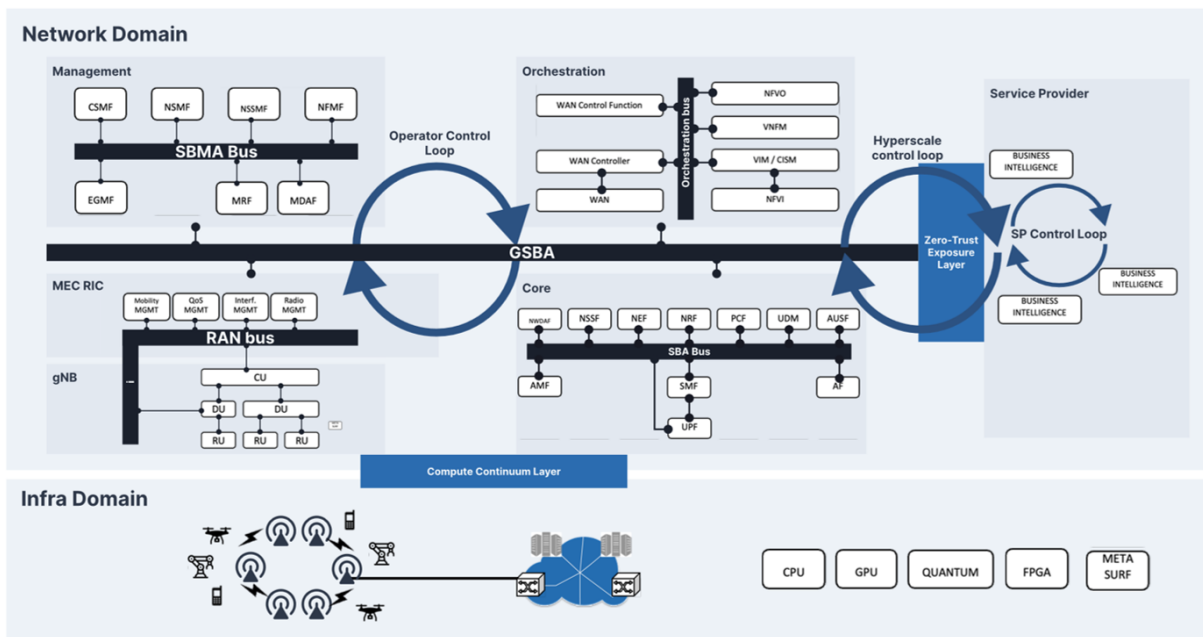 Network Domain
Management
CSMF
NSMF
NSSMF
NFMF
SBMA Bus
EGMF
MRF
MDAF
Operator Control
Loop
Orchestration
WAN Control Function
WAN Controller
WAN
Orchestration bus
NFVO
VNFM
VIM / CISM
NFVI
Hyperscale
control loop
Service Provider
BUSINESS
INTELLIGENCE
SP Control Loop
BUSINESS
INTELLIGENCE
BUSINESS
INTELLIGENCE
Zero-Trust
Exposure
Layer
GSBA
MEC RIC
Mobility
MGMT
QoS
MGMT
Interf.
MGMT
Radio
MGMT
RAN bus
gNB
CU
DU
DU
RU
RU
RU
Core
NWDAF
NSSF
NEF
NRF
PCF
UDM
AUSF
SBA Bus
AMF
SMF
AF
UPF
Compute Continuum Layer
Infra Domain
CPU
GPU
QUANTUM
FPGA
META
SURF